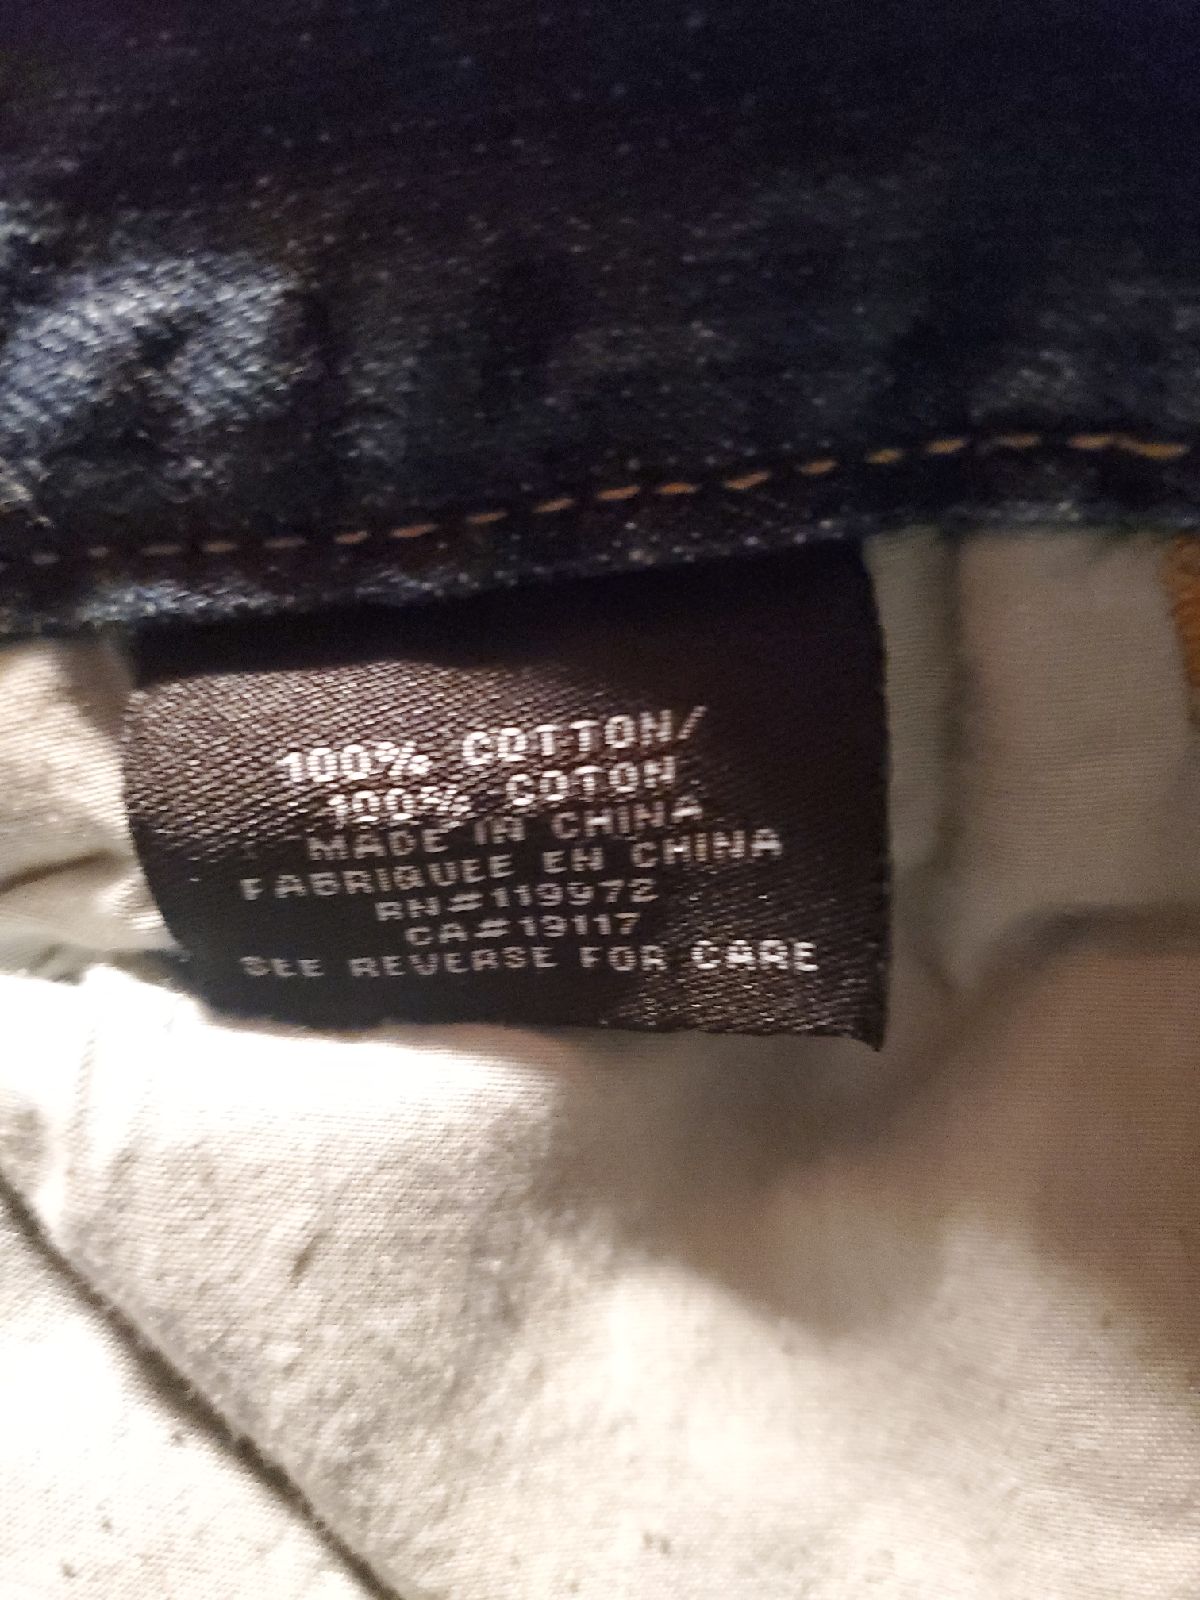 100% COTTON/
100% COTON
MADE IN CHINA
FABRIQUEE EN CHINA
RN#119972
CA#19117
SEE REVERSE FOR CARE